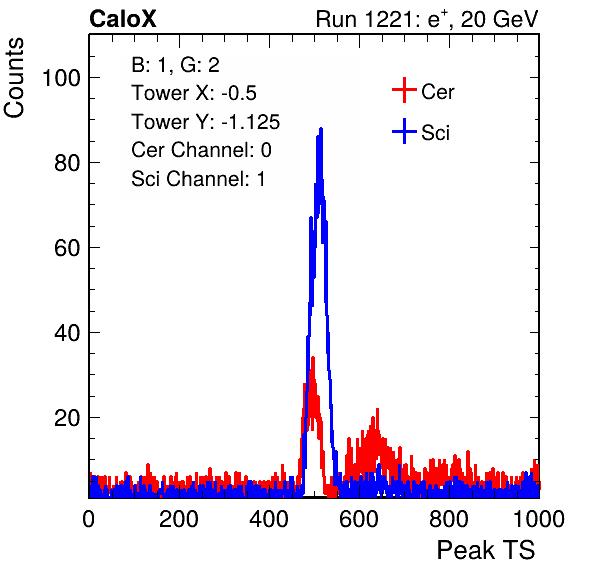 CaloX Run 1221: e+, 20 GeV
Counts
B: 1, G: 2
Tower X: -0.5
Tower Y: -1.125
Cer Channel: 0
Sci Channel: 1
Cer
Sci
100
80
60
40
20
0 200 400 600 800 1000
Peak TS